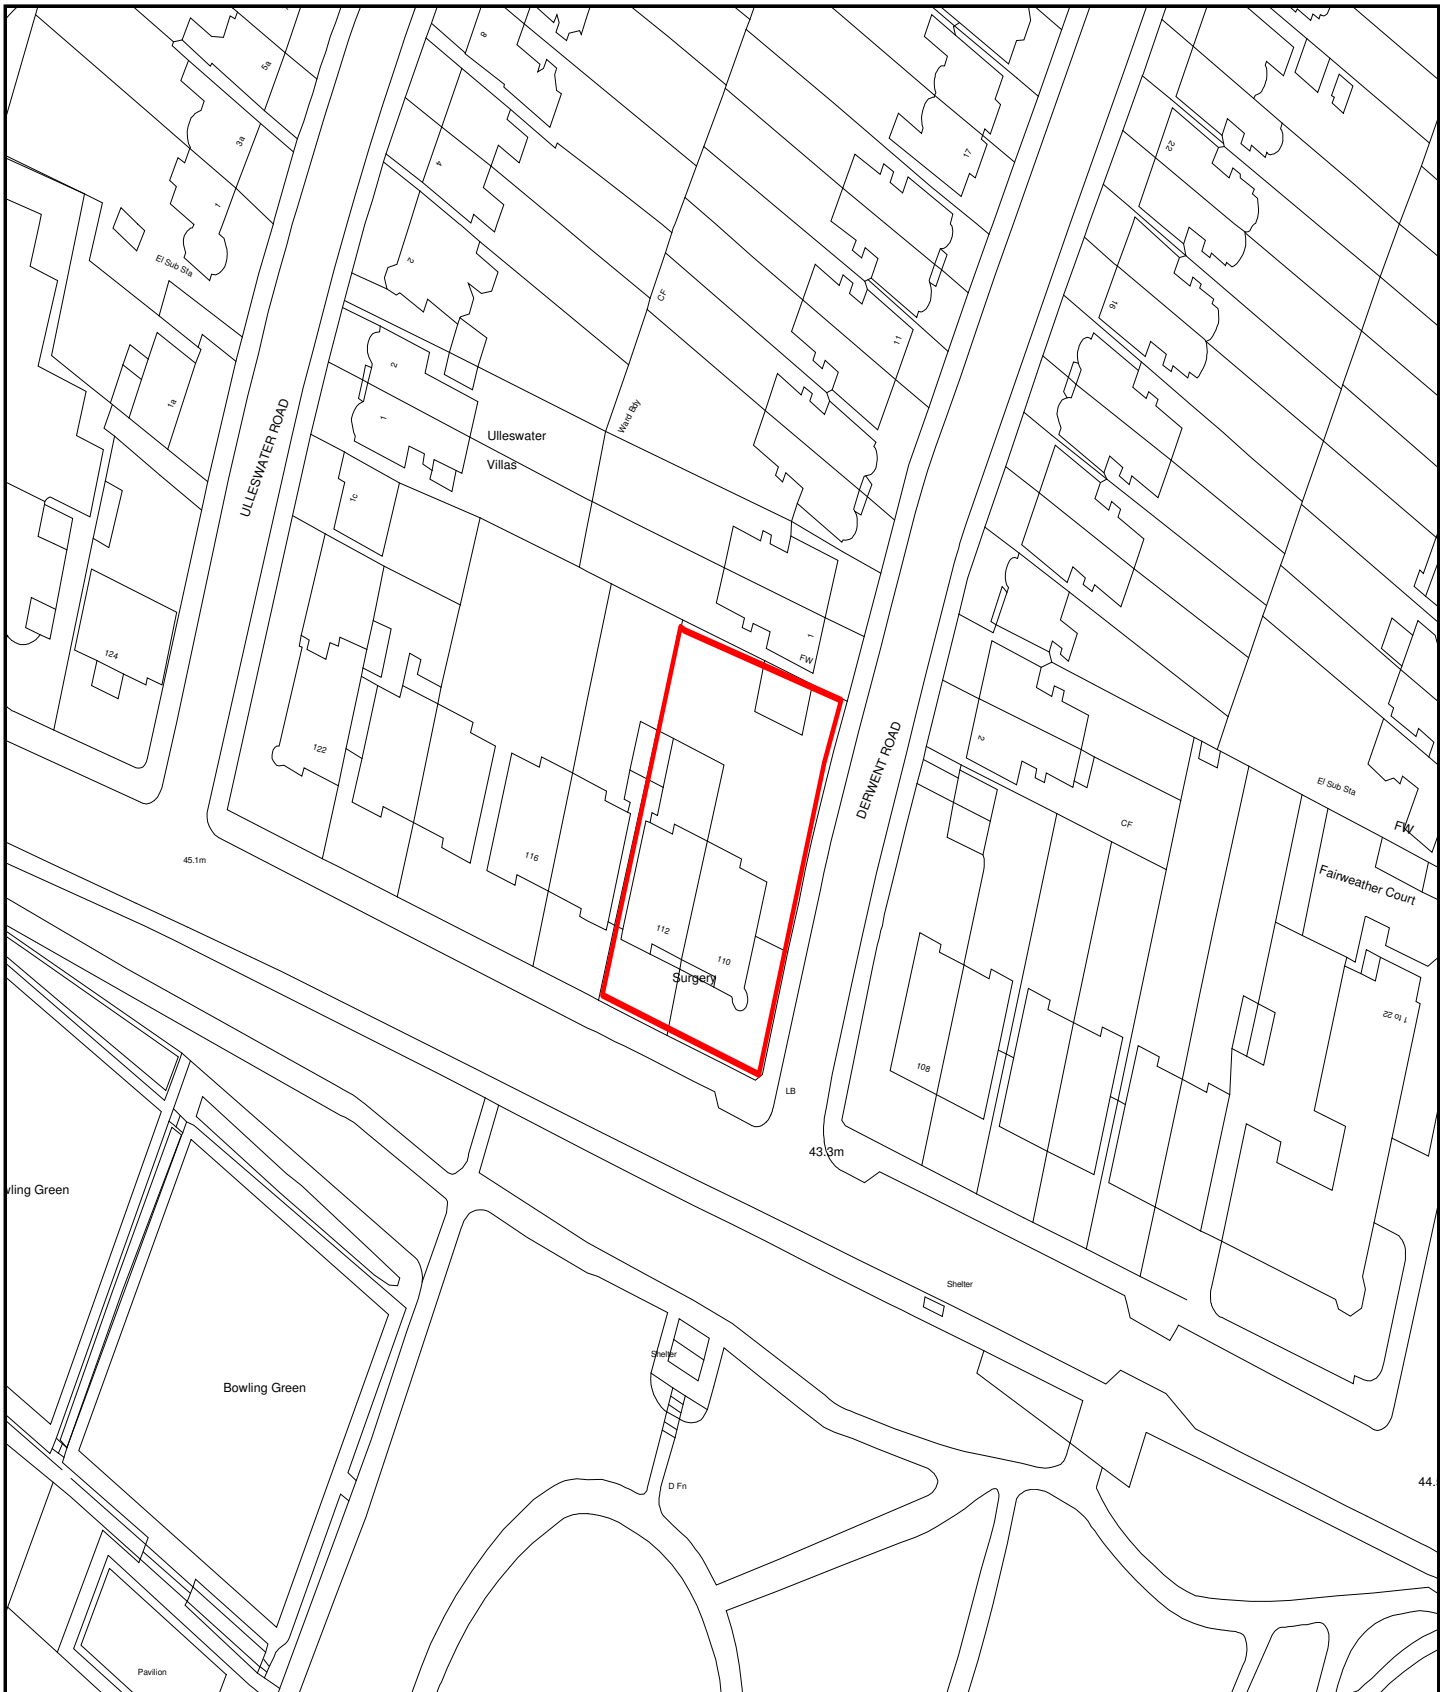 8
5a
3a
4
17
22
1
2
El Sub Sta
CF
16
11
2
1a
1
Ward Bdy
ULLESWATER ROAD
Ulleswater
Villas
1c
1
FW
124
122
2
DERWENT ROAD
El Sub Sta
CF
FW
116
45.1m
Fairweather Court
112
110
Surgery
1 to 22
108
LB
43.3m
wling Green
Shelter
Shelter
Bowling Green
D Fn
44.
Pavilion